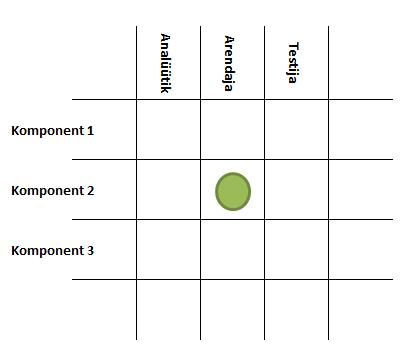 Analüütik
Arendaja
Testija
Komponent 1
Komponent 2
Komponent 3